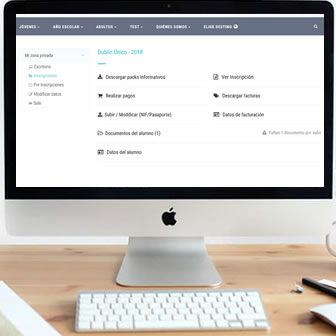 JÓVENES AÑO ESCOLAR ADULTOS TEST QUIÉNES SOMOS ELIGE DESTINO
Mi zona privada
Escritorio
Inscripciones
Pre-Inscripciones
Modificar datos
Salir
Dublín Único - 2018
Descargar packs informativos
Ver Inscripción
Realizar pagos
Descargar facturas
Subir / Modificar (NIF/Pasaporte)
Datos de facturación
Documentos del alumno (1)
Faltan 1 documento por subir
Datos del alumno